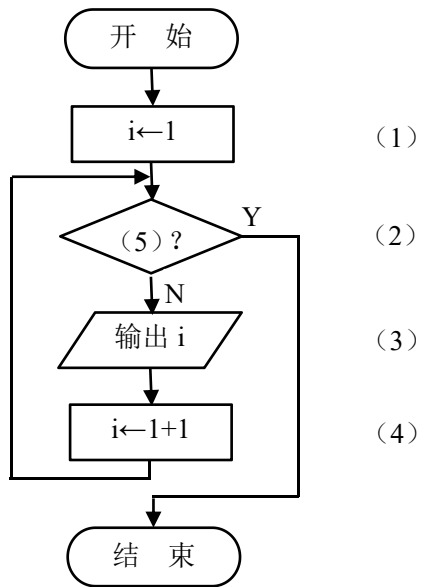 开 始
i←1 （1）
Y
（5）? （2）
N
输出 i （3）
i←1+1 （4）
结 束